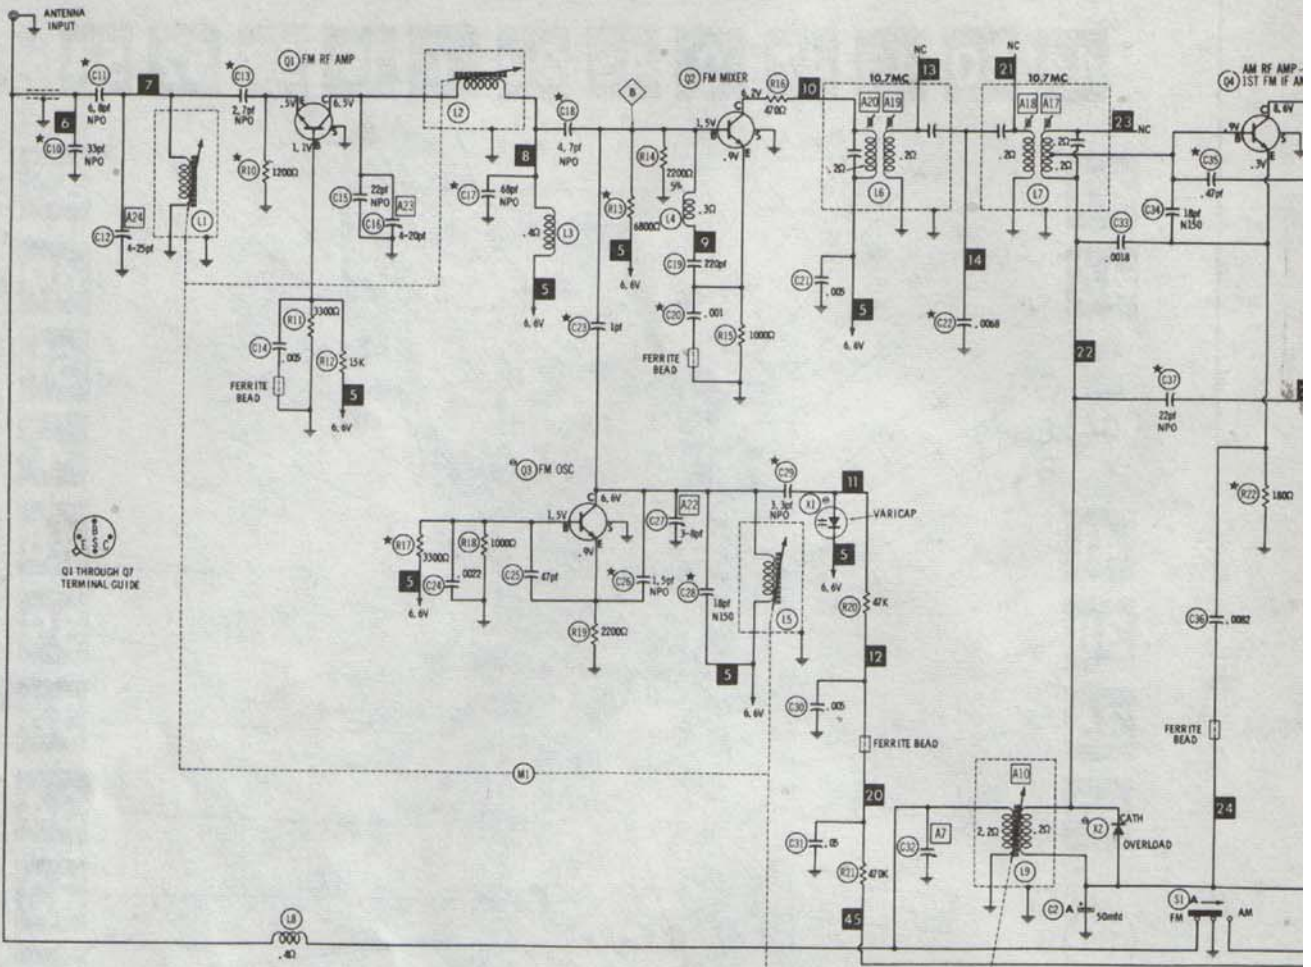 ANTENNA
INPUT
★ C11
6.8pf
NPO
7
★ C13
2.7pf
NPO
Q1 FM RF AMP
.5V
E
C
6.5V
S
B
1.1V
L2
★ C18
4.7pf
NPO
B
Q2 FM MIXER
6.2V
C
R16
470Ω
10
1.5V
B
S
E
.9V
10.7MC
A20
A19
.2Ω
.2Ω
L6
NC
13
NC
21
10.7MC
A18
A17
.2Ω
.2Ω
.2Ω
L7
23
NC
Q4
AM RF AMP-
1ST FM IF AM
C
6.6V
.9V
B
E
.3V
★ C35
.47pf
6
★ C10
33pf
NPO
A24
C12
4-25pf
L1
★ R10
1200Ω
C15
22pf
NPO
A23
C16
4-20pf
8
★ C17
68pf
NPO
.4Ω
L3
5
6.6V
★ R13
6800Ω
5
6.6V
R14
2200Ω
5%
L4
.3Ω
9
C19
220pf
★ C20
.001
FERRITE
BEAD
R15
1000Ω
C21
.005
5
6.6V
14
★ C22
.0068
C33
.0018
C34
18pf
N150
22
★ C37
22pf
NPO
★ C23
1pf
C14
.005
FERRITE
BEAD
R11
3300Ω
R12
15K
5
6.6V
Q3 FM OSC
C
6.6V
1.5V
B
S
E
.9V
★ R17
3300Ω
5
6.6V
C24
.0022
R18
1000Ω
C25
47pf
★ C26
1.5pf
NPO
R19
2200Ω
A22
C27
3-8pf
★ C28
18pf
N150
5
6.6V
L5
★ C29
3.3pf
NPO
11
X1
VARICAP
5
6.6V
R20
47K
12
C30
.005
FERRITE BEAD
20
C31
.05
R21
470K
45
★ R22
180Ω
C36
.0082
FERRITE
BEAD
24
B
U
S
E
C
Q1 THROUGH Q7
TERMINAL GUIDE
M1
A7
C32
A10
2.2Ω
.2Ω
L9
X2
CATH
OVERLOAD
C2 A
50mfd
S1 A
FM
AM
L8
.4Ω